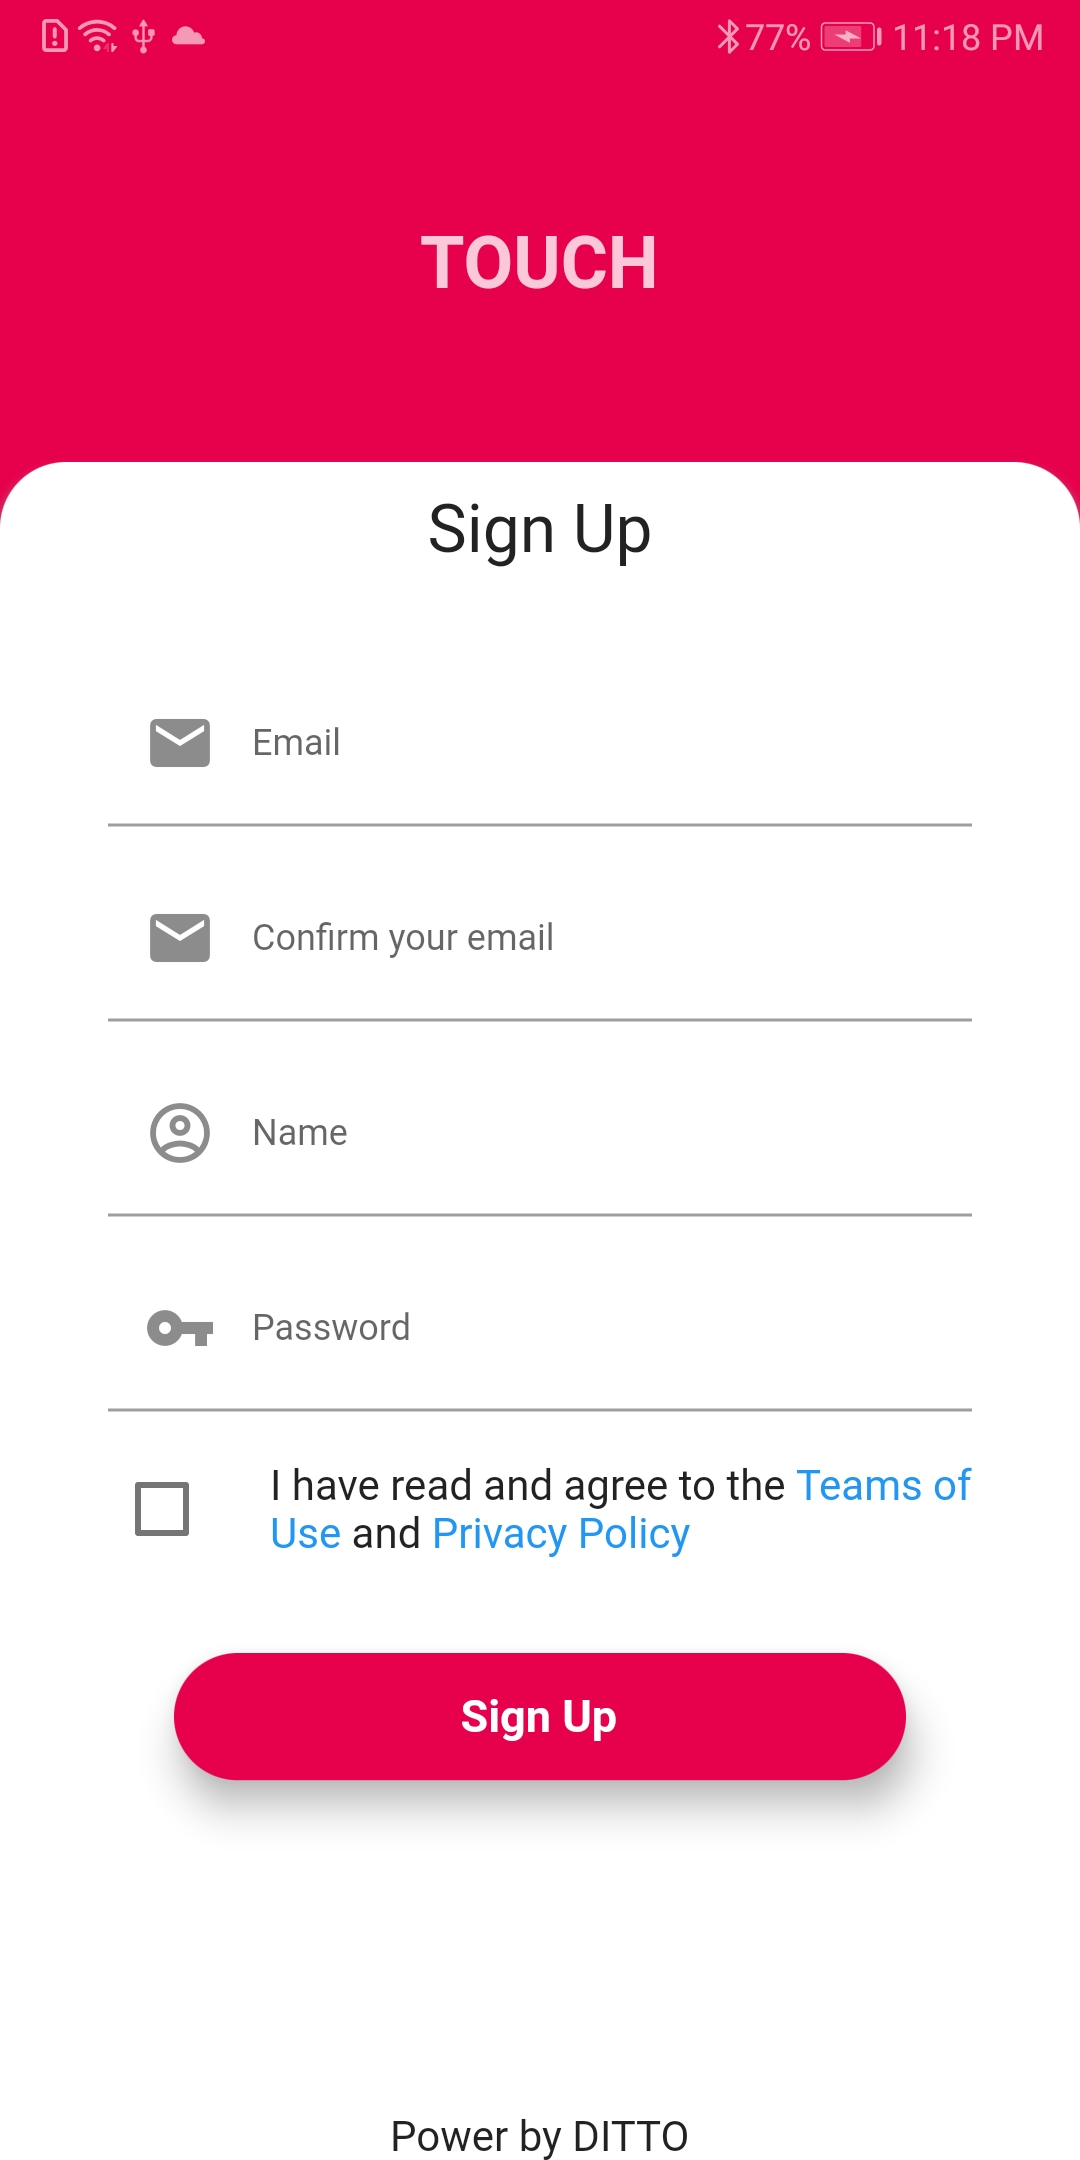 77% 11:18 PM
TOUCH
Sign Up
Email
Confirm your email
Name
Password
I have read and agree to the Teams of
Use and Privacy Policy
Sign Up
Power by DITTO